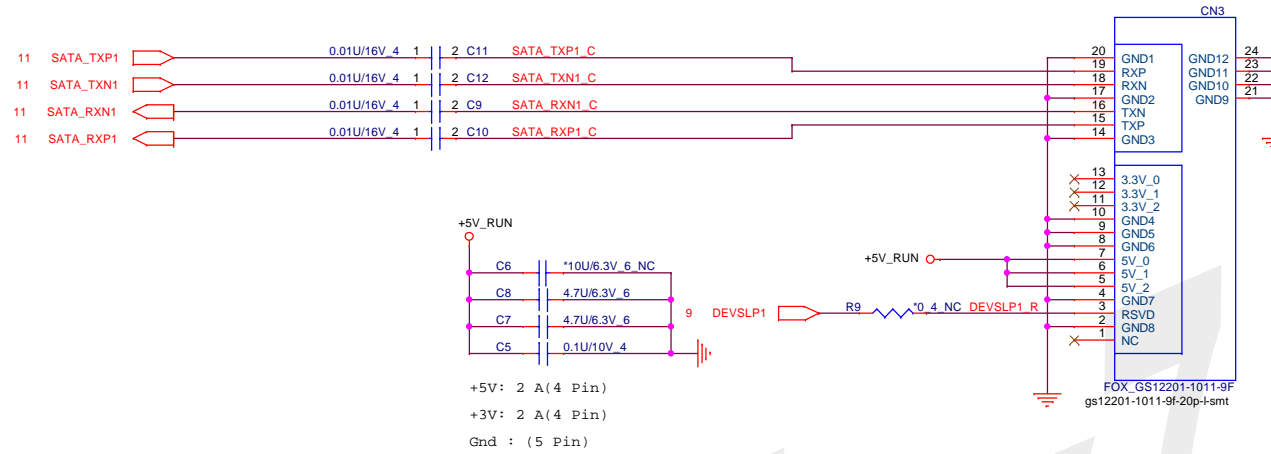 CN3
11 SATA_TXP1 0.01U/16V_4 1 2 C11 SATA_TXP1_C
11 SATA_TXN1 0.01U/16V_4 1 2 C12 SATA_TXN1_C
11 SATA_RXN1 0.01U/16V_4 1 2 C9 SATA_RXN1_C
11 SATA_RXP1 0.01U/16V_4 1 2 C10 SATA_RXP1_C
20 GND1 GND12 24
19 RXP GND11 23
18 RXN GND10 22
17 GND2 GND9 21
16 TXN
15 TXP
14 GND3
13 3.3V_0
12 3.3V_1
11 3.3V_2
10 GND4
9 GND5
8 GND6
7 5V_0
6 5V_1
5 5V_2
4 GND7
3 RSVD
2 GND8
1 NC
+5V_RUN
C6 *10U/6.3V_6_NC
C8 4.7U/6.3V_6
C7 4.7U/6.3V_6
C5 0.1U/10V_4
+5V_RUN
9 DEVSLP1 R9 *0_4_NC DEVSLP1_R
FOX_GS12201-1011-9F
gs12201-1011-9f-20p-l-smt
+5V: 2 A(4 Pin)
+3V: 2 A(4 Pin)
Gnd : (5 Pin)